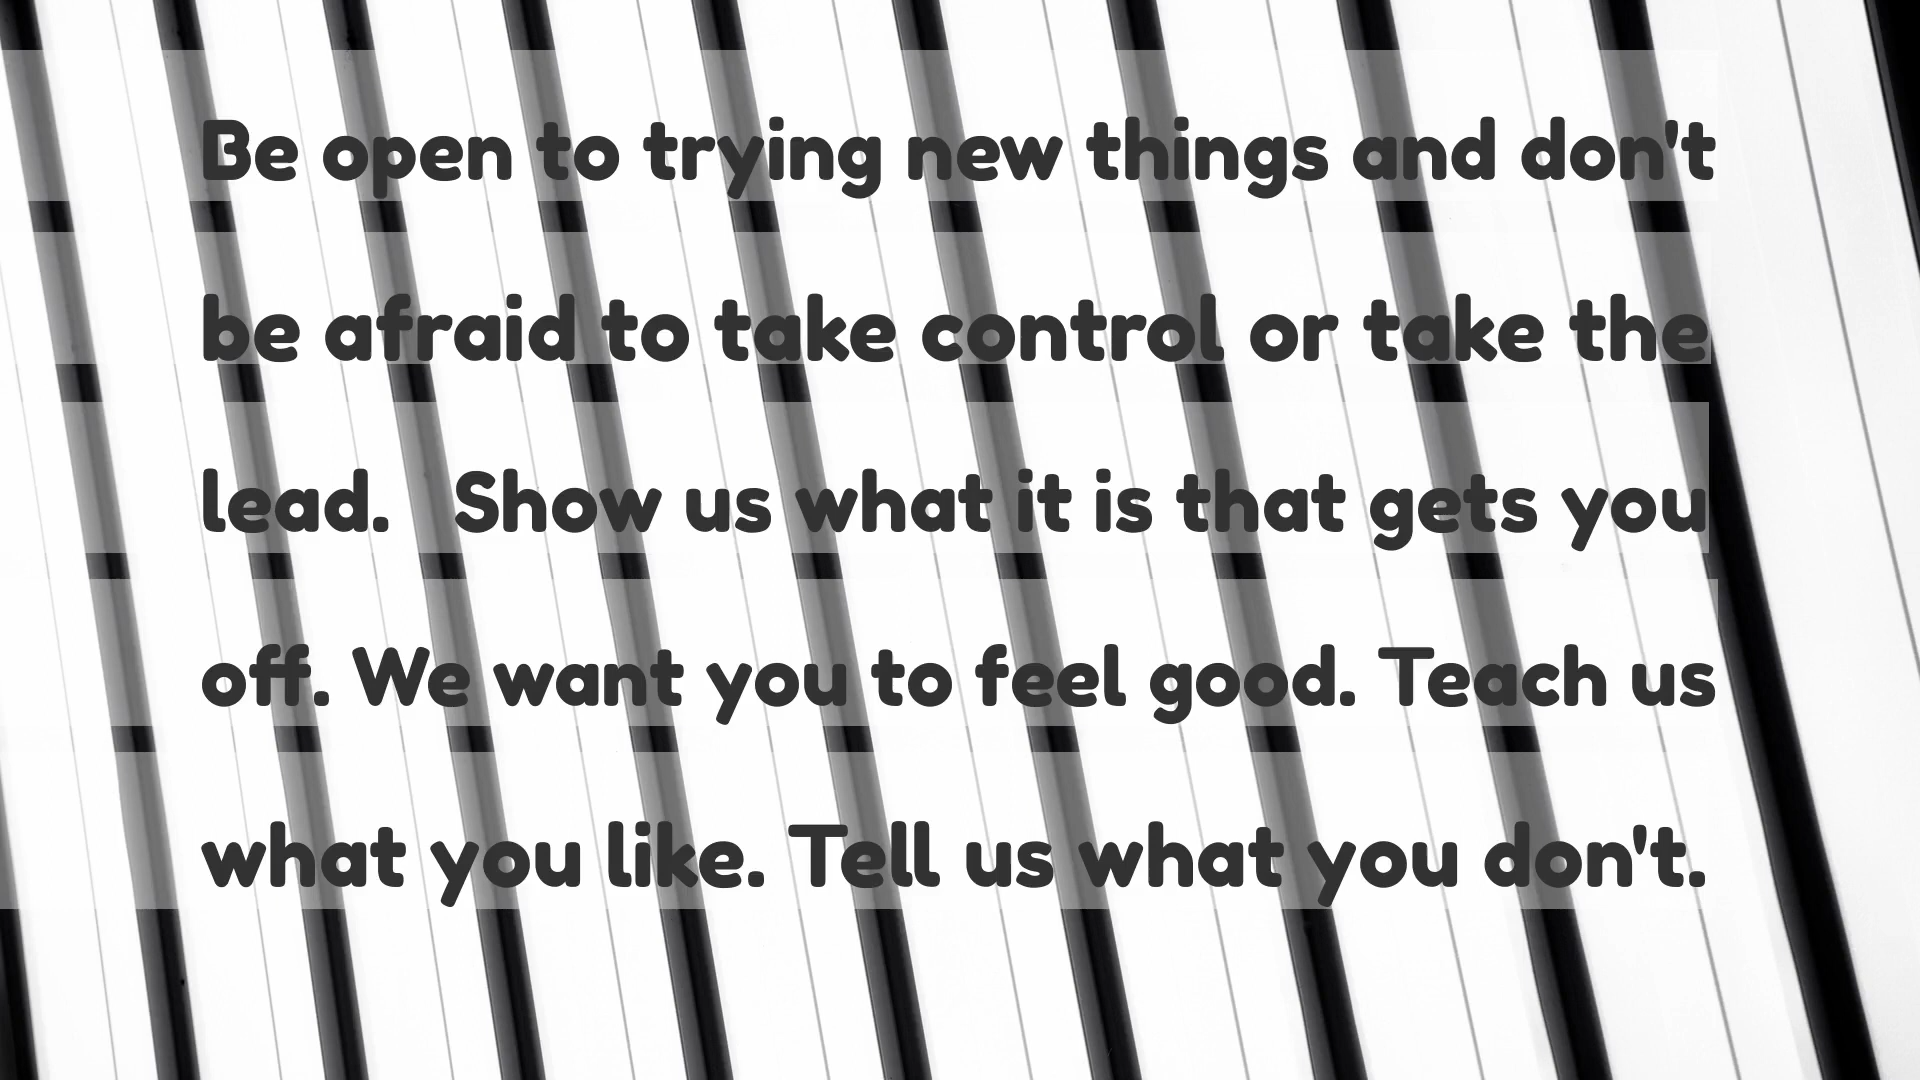 Be open to trying new things and don't
be afraid to take control or take the
lead.   Show us what it is that gets you
off. We want you to feel good. Teach us
what you like. Tell us what you don't.